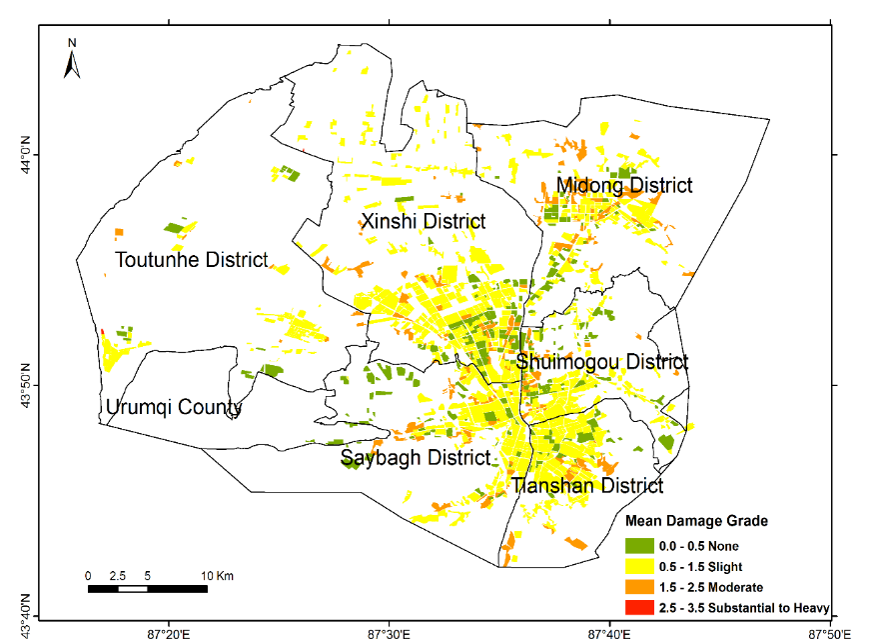 N
44°0'N
43°50'N
43°40'N
Midong District
Xinshi District
Toutunhe District
Shuimogou District
Urumqi County
Saybagh District
Tianshan District
Mean Damage Grade
0.0 - 0.5 None
0.5 - 1.5 Slight
1.5 - 2.5 Moderate
2.5 - 3.5 Substantial to Heavy
0 2.5 5 10 Km
87°20'E 87°30'E 87°40'E 87°50'E